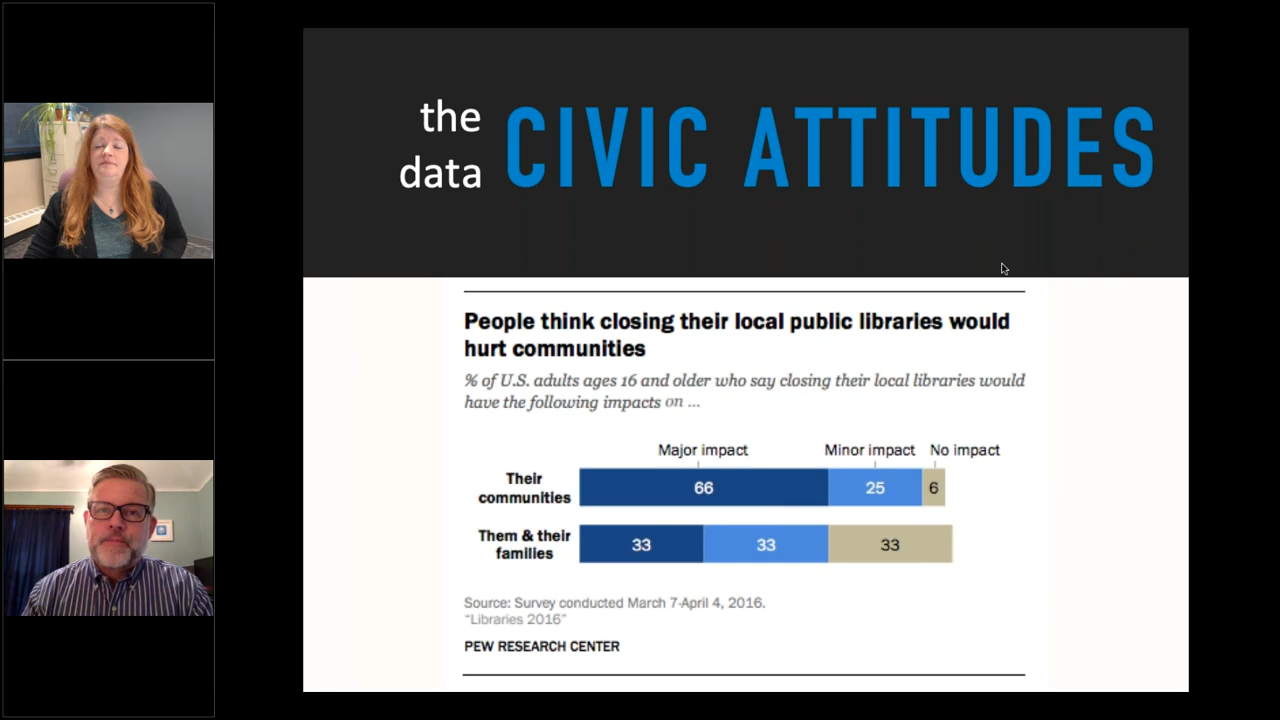 the
data
CIVIC ATTITUDES
People think closing their local public libraries would
hurt communities
% of U.S. adults ages 16 and older who say closing their local libraries would
have the following impacts on ...
Major impact Minor impact No impact
Their
communities
66 25 6
Them & their
families
33 33 33
Source: Survey conducted March 7-April 4, 2016.
“Libraries 2016”
PEW RESEARCH CENTER